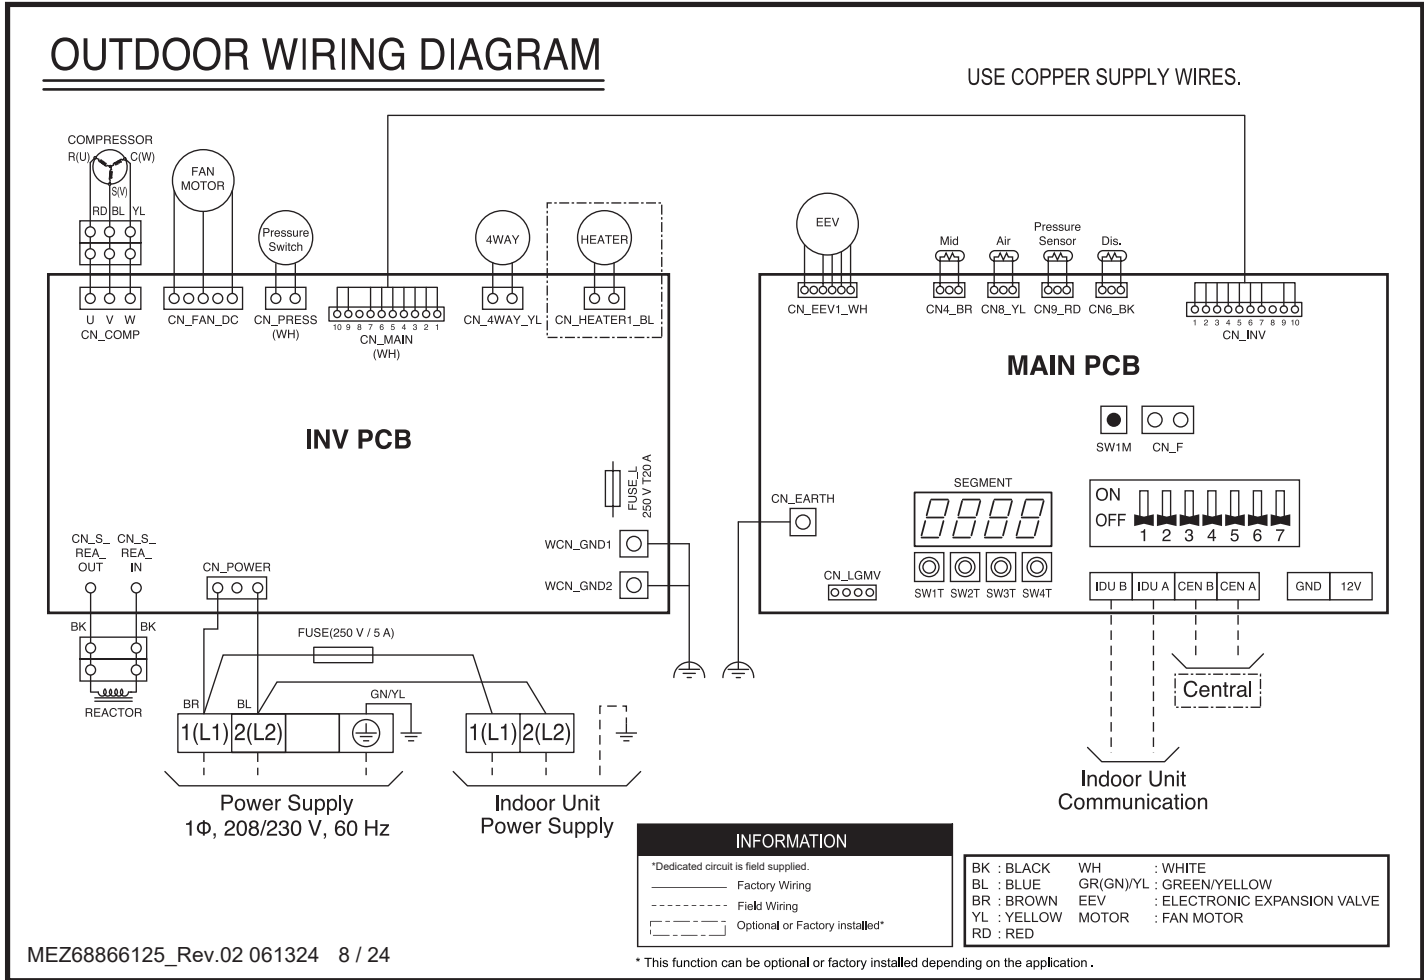 OUTDOOR WIRING DIAGRAM
USE COPPER SUPPLY WIRES.
COMPRESSOR
R(U)
C(W)
S(V)
RD BL YL
FAN
MOTOR
Pressure
Switch
4WAY
HEATER
U V W
CN_COMP
CN_FAN_DC
CN_PRESS
(WH)
10 9 8 7 6 5 4 3 2 1
CN_MAIN
(WH)
CN_4WAY_YL
CN_HEATER1_BL
INV PCB
FUSE_L
250 V T20 A
WCN_GND1
WCN_GND2
CN_S_
REA_
OUT
CN_S_
REA_
IN
CN_POWER
BK
BK
REACTOR
FUSE(250 V / 5 A)
BR
BL
GN/YL
1(L1) 2(L2)
1(L1) 2(L2)
Power Supply
1Φ, 208/230 V, 60 Hz
Indoor Unit
Power Supply
EEV
Mid
Air
Pressure
Sensor
Dis.
CN_EEV1_WH
CN4_BR
CN8_YL
CN9_RD
CN6_BK
1 2 3 4 5 6 7 8 9 10
CN_INV
MAIN PCB
SW1M
CN_F
CN_EARTH
SEGMENT
8888
SW1T SW2T SW3T SW4T
CN_LGMV
ON
OFF
1 2 3 4 5 6 7
IDU B IDU A CEN B CEN A
GND 12V
Central
Indoor Unit
Communication
INFORMATION
*Dedicated circuit is field supplied.
Factory Wiring
Field Wiring
Optional or Factory installed*
BK : BLACK WH : WHITE
BL : BLUE GR(GN)/YL : GREEN/YELLOW
BR : BROWN EEV : ELECTRONIC EXPANSION VALVE
YL : YELLOW MOTOR : FAN MOTOR
RD : RED
* This function can be optional or factory installed depending on the application .
MEZ68866125_Rev.02 061324 8 / 24